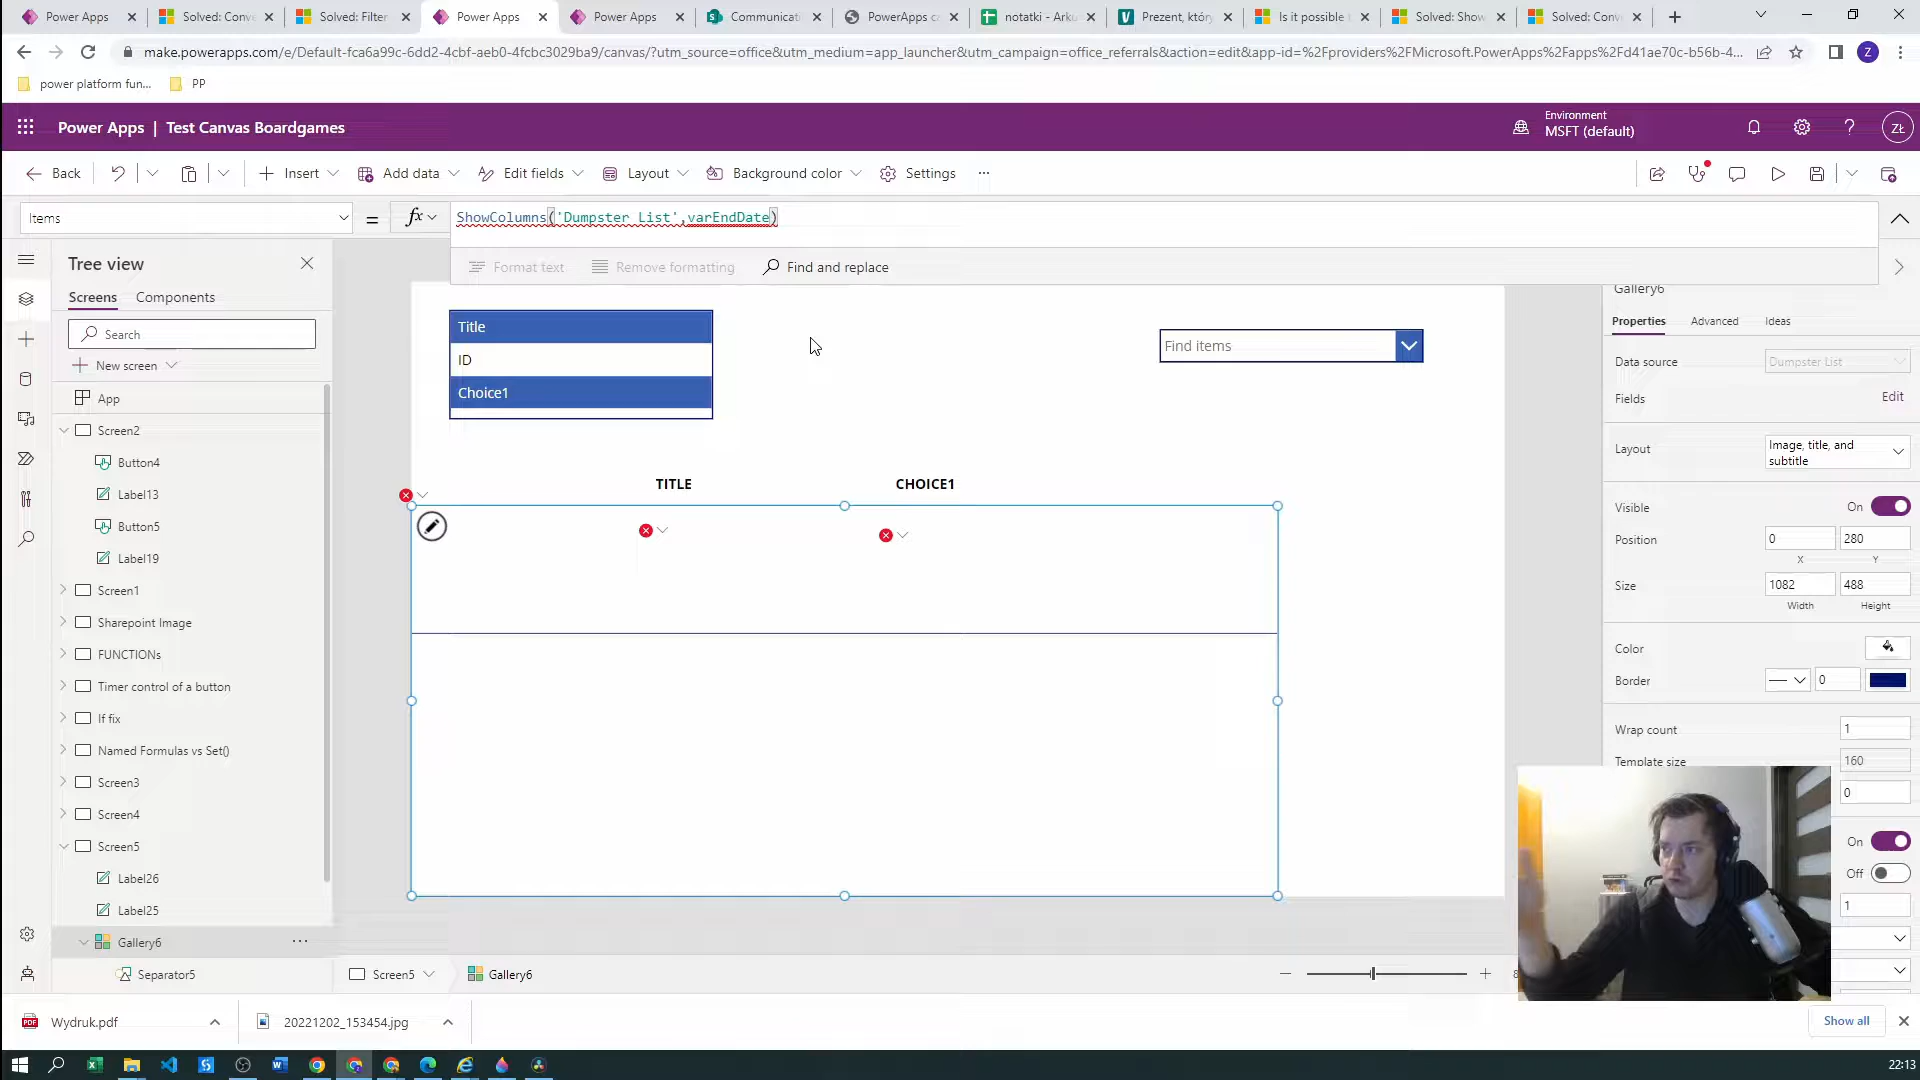 Power Apps
Solved: Conv
Solved: Filter
Power Apps
Power Apps
Communicati
PowerApps c
notatki - Arku
Prezent, który
Is it possible
Solved: Show
Solved: Conv
make.powerapps.com/e/Default-fca6a99c-6dd2-4cbf-aeb0-4fcbc3029ba9/canvas/?utm_source=office&utm_medium=app_launcher&utm_campaign=office_referrals&action=edit&app-id=%2Fproviders%2FMicrosoft.PowerApps%2Fapps%2Fd41ae70c-b56b-4...
Z
power platform fun...
PP
Power Apps | Test Canvas Boardgames
Environment
MSFT (default)
ZŁ
Back
Insert
Add data
Edit fields
Layout
Background color
Settings
Items
=
fx
ShowColumns('Dumpster List',varEndDate)
Format text
Remove formatting
Find and replace
Tree view
Screens
Components
Search
New screen
App
Screen2
Button4
Label13
Button5
Label19
Screen1
Sharepoint Image
FUNCTIONs
Timer control of a button
If fix
Named Formulas vs Set()
Screen3
Screen4
Screen5
Label26
Label25
Gallery6
Separator5
Title
ID
Choice1
Find items
TITLE
CHOICE1
Gallery6
Properties
Advanced
Ideas
Data source
Dumpster List
Fields
Edit
Layout
Image, title, and subtitle
Visible
On
Position
0
280
X
Y
Size
1082
488
Width
Height
Color
Border
0
Wrap count
1
Template size
160
0
On
Off
1
Screen5
Gallery6
Wydruk.pdf
20221202_153454.jpg
Show all
22:13